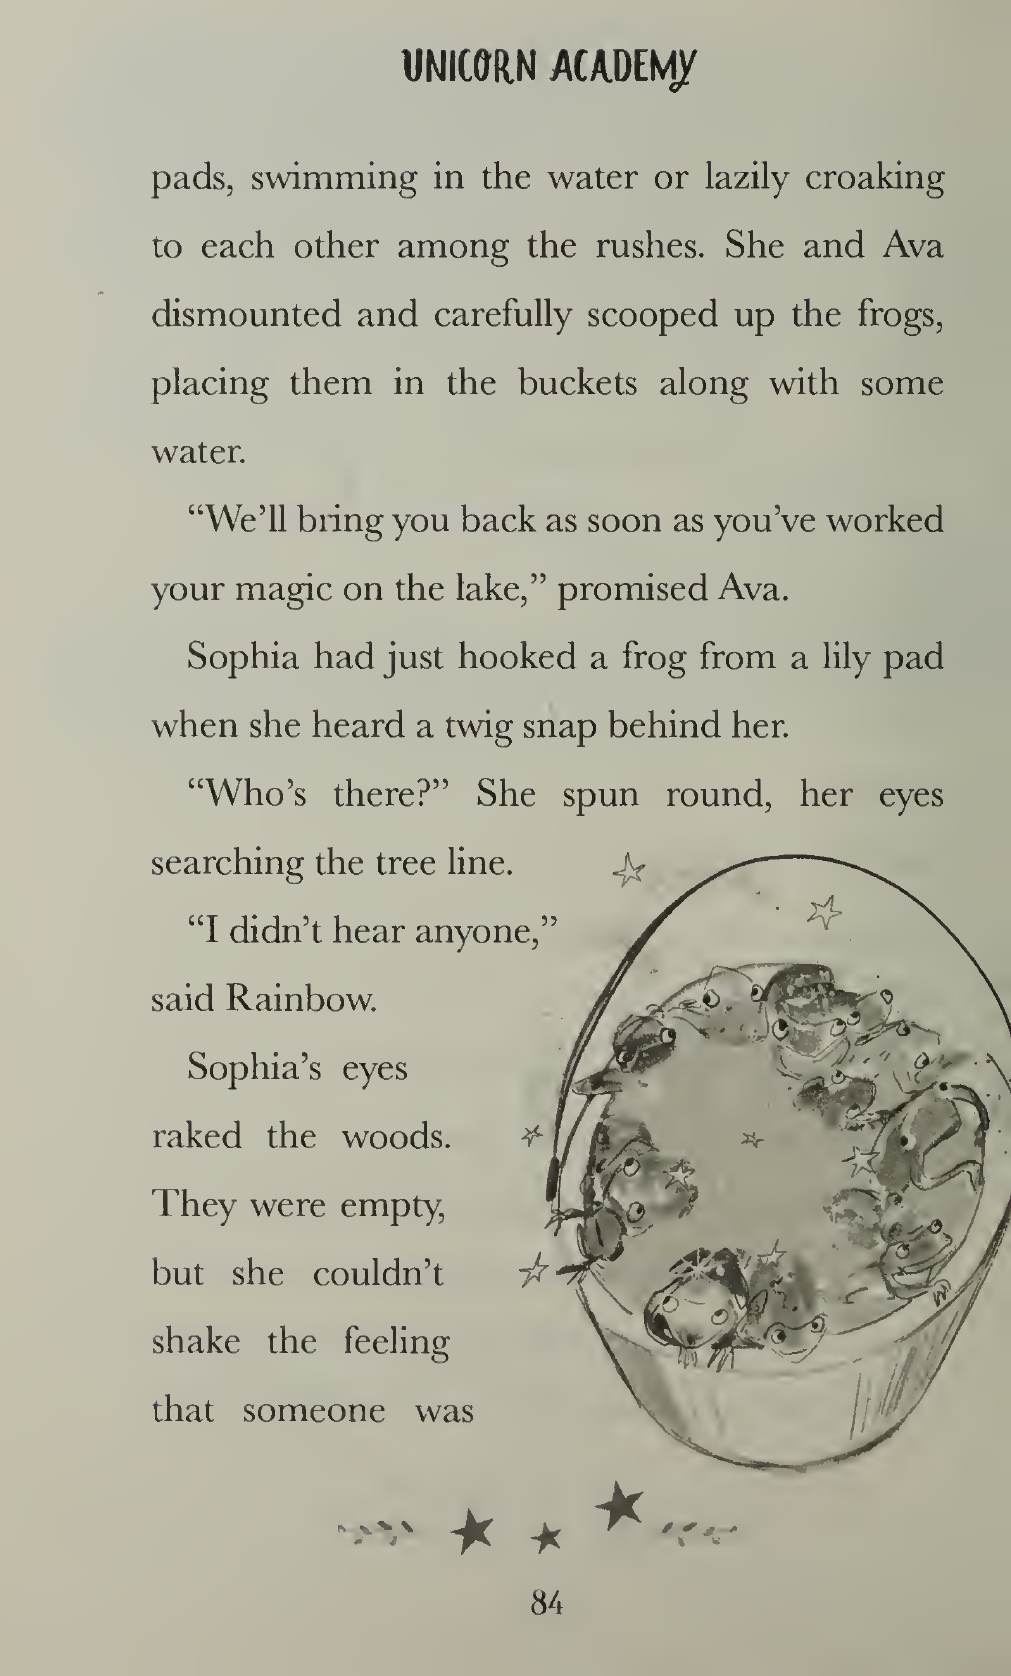 UNICORN ACADEMY
pads, swimming in the water or lazily croaking
to each other among the rushes. She and Ava
dismounted and carefully scooped up the frogs,
placing them in the buckets along with some
water.
“We’ll bring you back as soon as you’ve worked
your magic on the lake,” promised Ava.
Sophia had just hooked a frog from a lily pad
when she heard a twig snap behind her.
“Who’s there?” She spun round, her eyes
searching the tree line.
“I didn’t hear anyone,”
said Rainbow.
Sophia’s eyes
raked the woods.
They were empty,
but she couldn’t
shake the feeling
that someone was
84